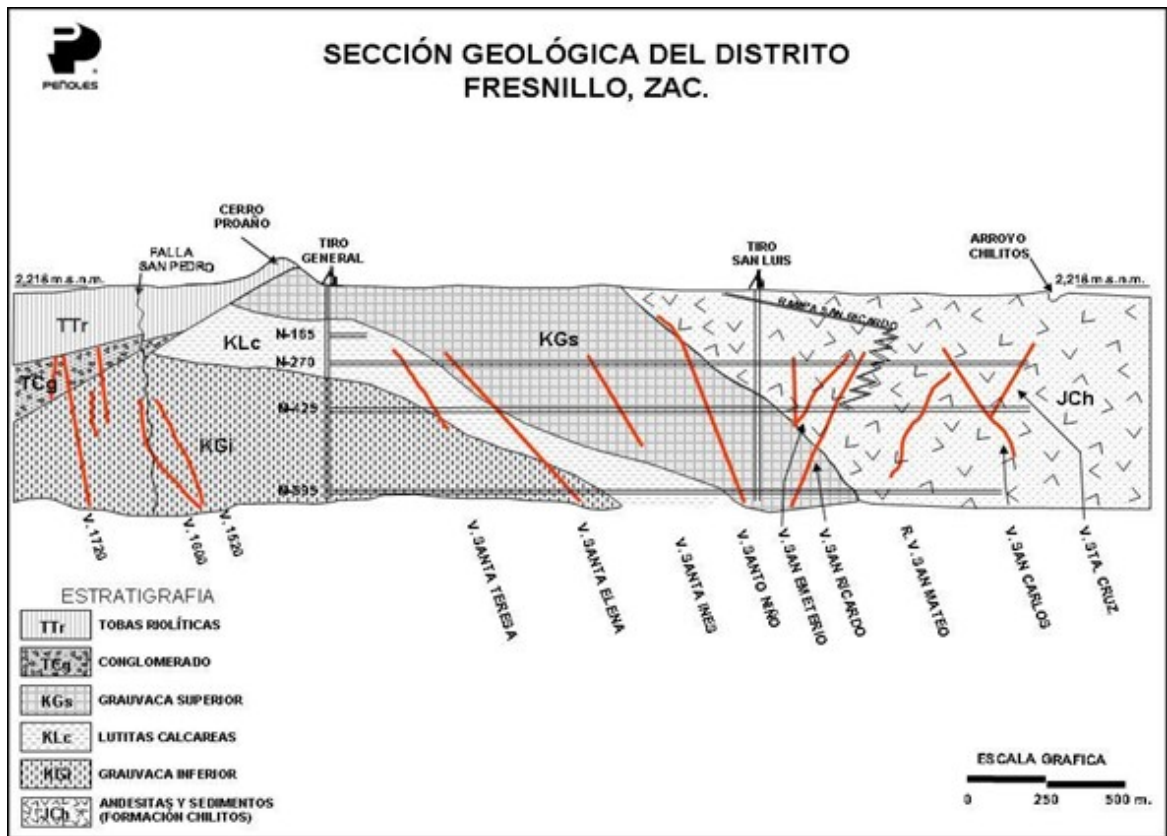 PEÑOLES
SECCIÓN GEOLÓGICA DEL DISTRITO
FRESNILLO, ZAC.
CERRO
PROAÑO
FALLA
SAN PEDRO
TIRO
GENERAL
TIRO
SAN LUIS
ARROYO
CHILITOS
2,216 m.s.n.m.
2,216 m.s.n.m.
RAMPA SAN RICARDO
TTr
N-165
KLc
KGs
N-270
TCg
N-425
JCh
KGi
N-595
V. 1720
V. 1600
V. 1520
V. SANTA TERESA
V. SANTA ELENA
V. SANTA INES
V. SANTO NIÑO
V. SAN EMETERIO
V. SAN RICARDO
R. V. SAN MATEO
V. SAN CARLOS
V. STA. CRUZ
ESTRATIGRAFIA
TTr TOBAS RIOLÍTICAS
TCg CONGLOMERADO
KGs GRAUVACA SUPERIOR
KLc LUTITAS CALCAREAS
KGi GRAUVACA INFERIOR
JCh ANDESITAS Y SEDIMENTOS
(FORMACIÓN CHILITOS)
ESCALA GRAFICA
0 250 500 m.